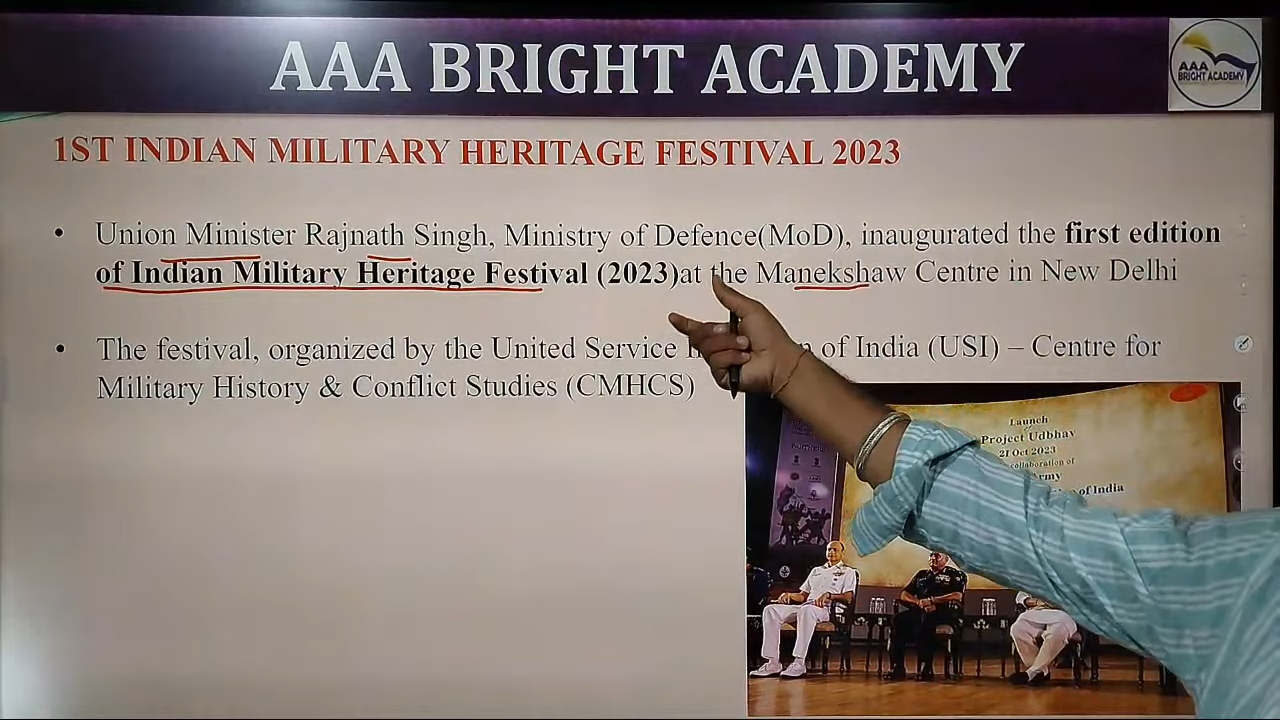 AAA BRIGHT ACADEMY
AAA
BRIGHT ACADEMY
1ST INDIAN MILITARY HERITAGE FESTIVAL 2023
• Union Minister Rajnath Singh, Ministry of Defence(MoD), inaugurated the first edition
of Indian Military Heritage Festival (2023)at the Manekshaw Centre in New Delhi
• The festival, organized by the United Service of India (USI) – Centre for
Military History & Conflict Studies (CMHCS)
Launch
of
Project Udbhav
21 Oct 2023
collaboration of
of India